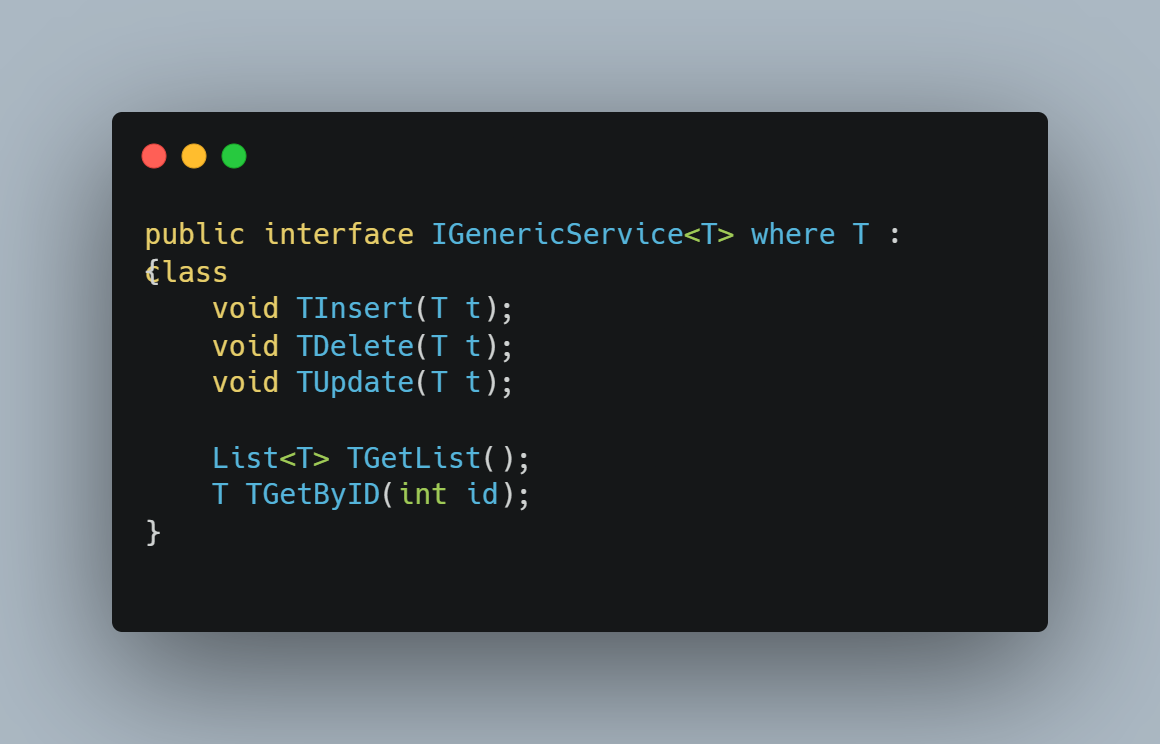 public interface IGenericService<T> where T :
class
{
    void TInsert(T t);
    void TDelete(T t);
    void TUpdate(T t);

    List<T> TGetList();
    T TGetByID(int id);
}